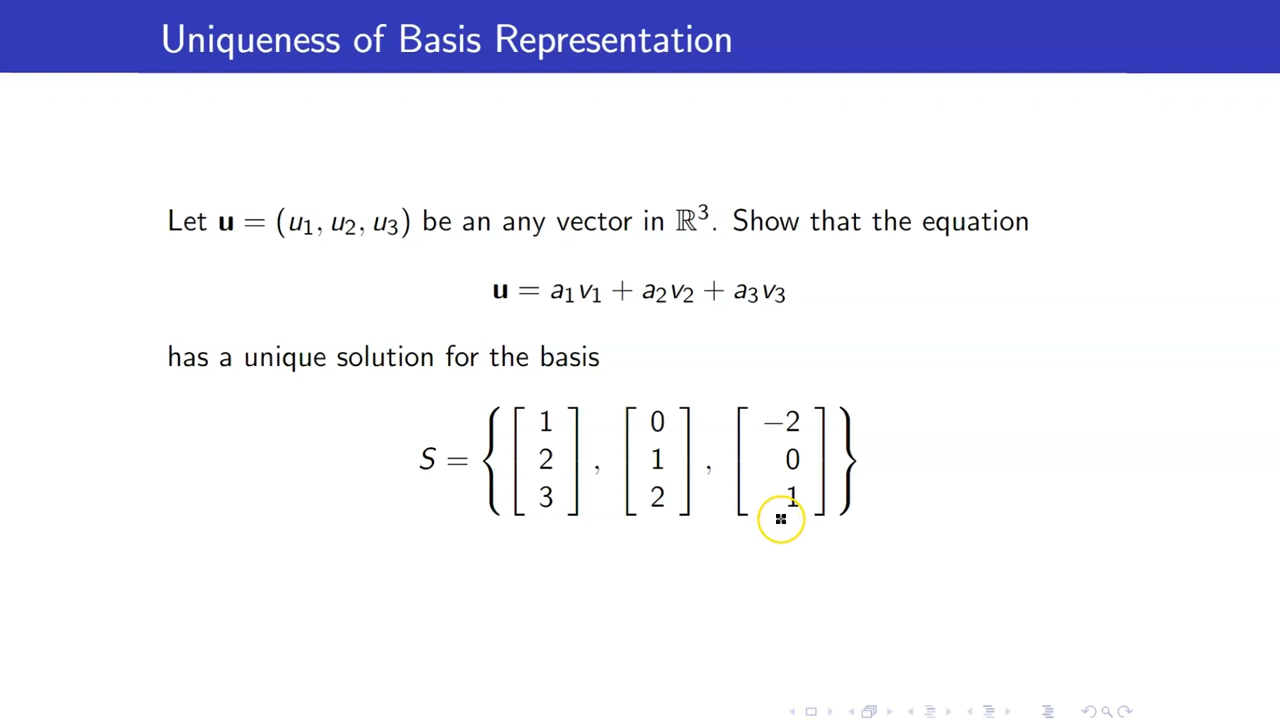 Uniqueness of Basis Representation
Let u = (u₁, u₂, u₃) be an any vector in ℝ³. Show that the equation
u = a₁v₁ + a₂v₂ + a₃v₃
has a unique solution for the basis
S = { [ 1 2 3 ], [ 0 1 2 ], [ −2 0 1 ] }